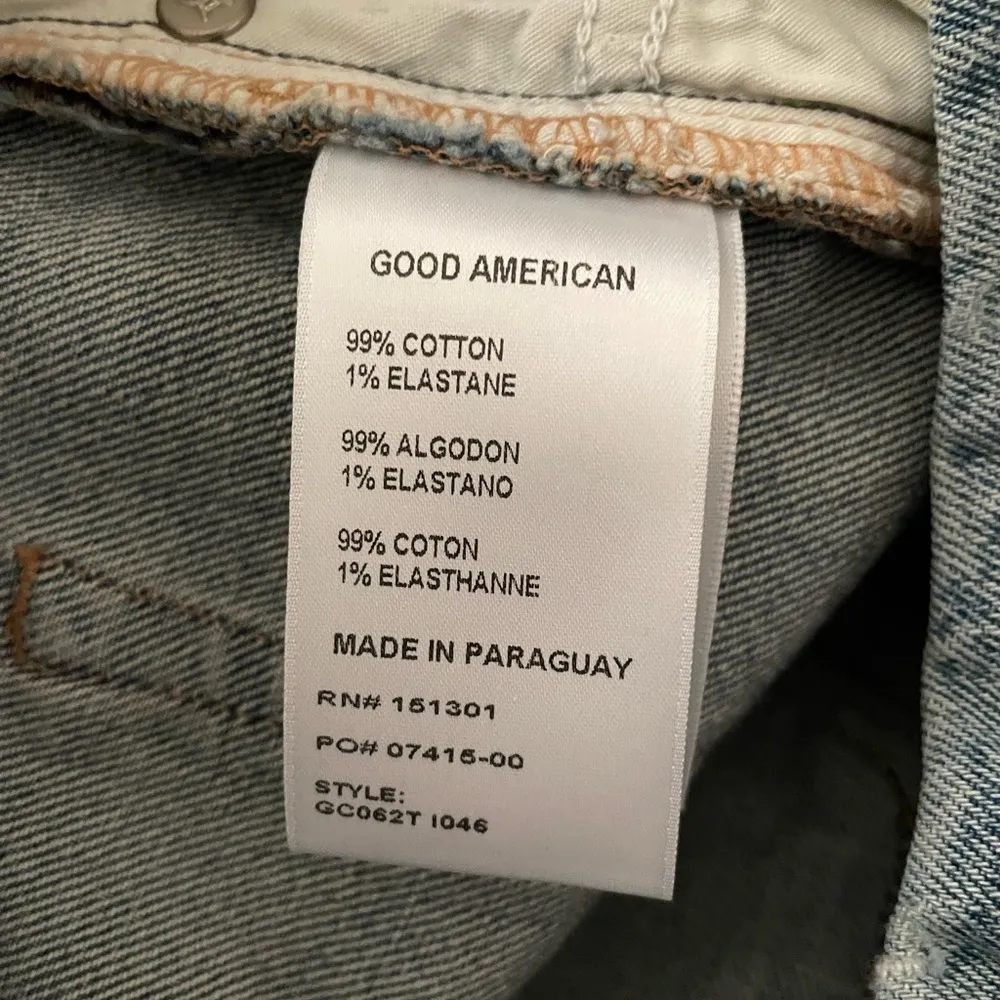 GOOD AMERICAN
99% COTTON
1% ELASTANE
99% ALGODON
1% ELASTANO
99% COTON
1% ELASTHANNE
MADE IN PARAGUAY
RN# 151301
PO# 07415-00
STYLE:
GC062T I046